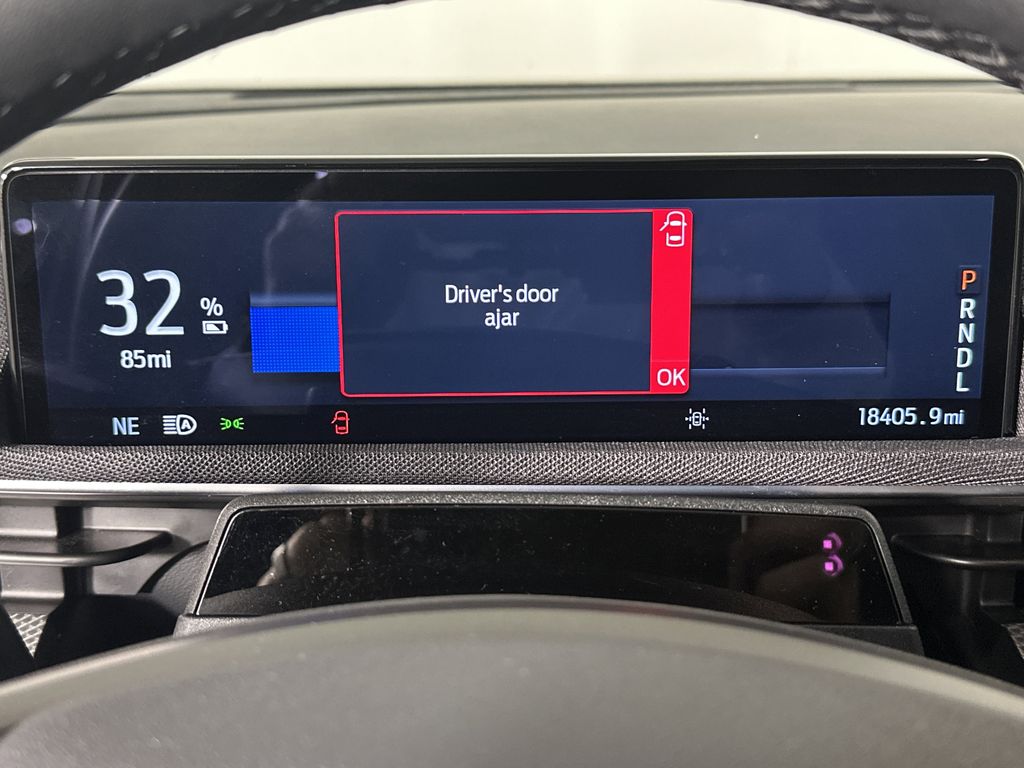 32 %
85mi
Driver's door
ajar
OK
P
R
N
D
L
NE
A
18405.9mi